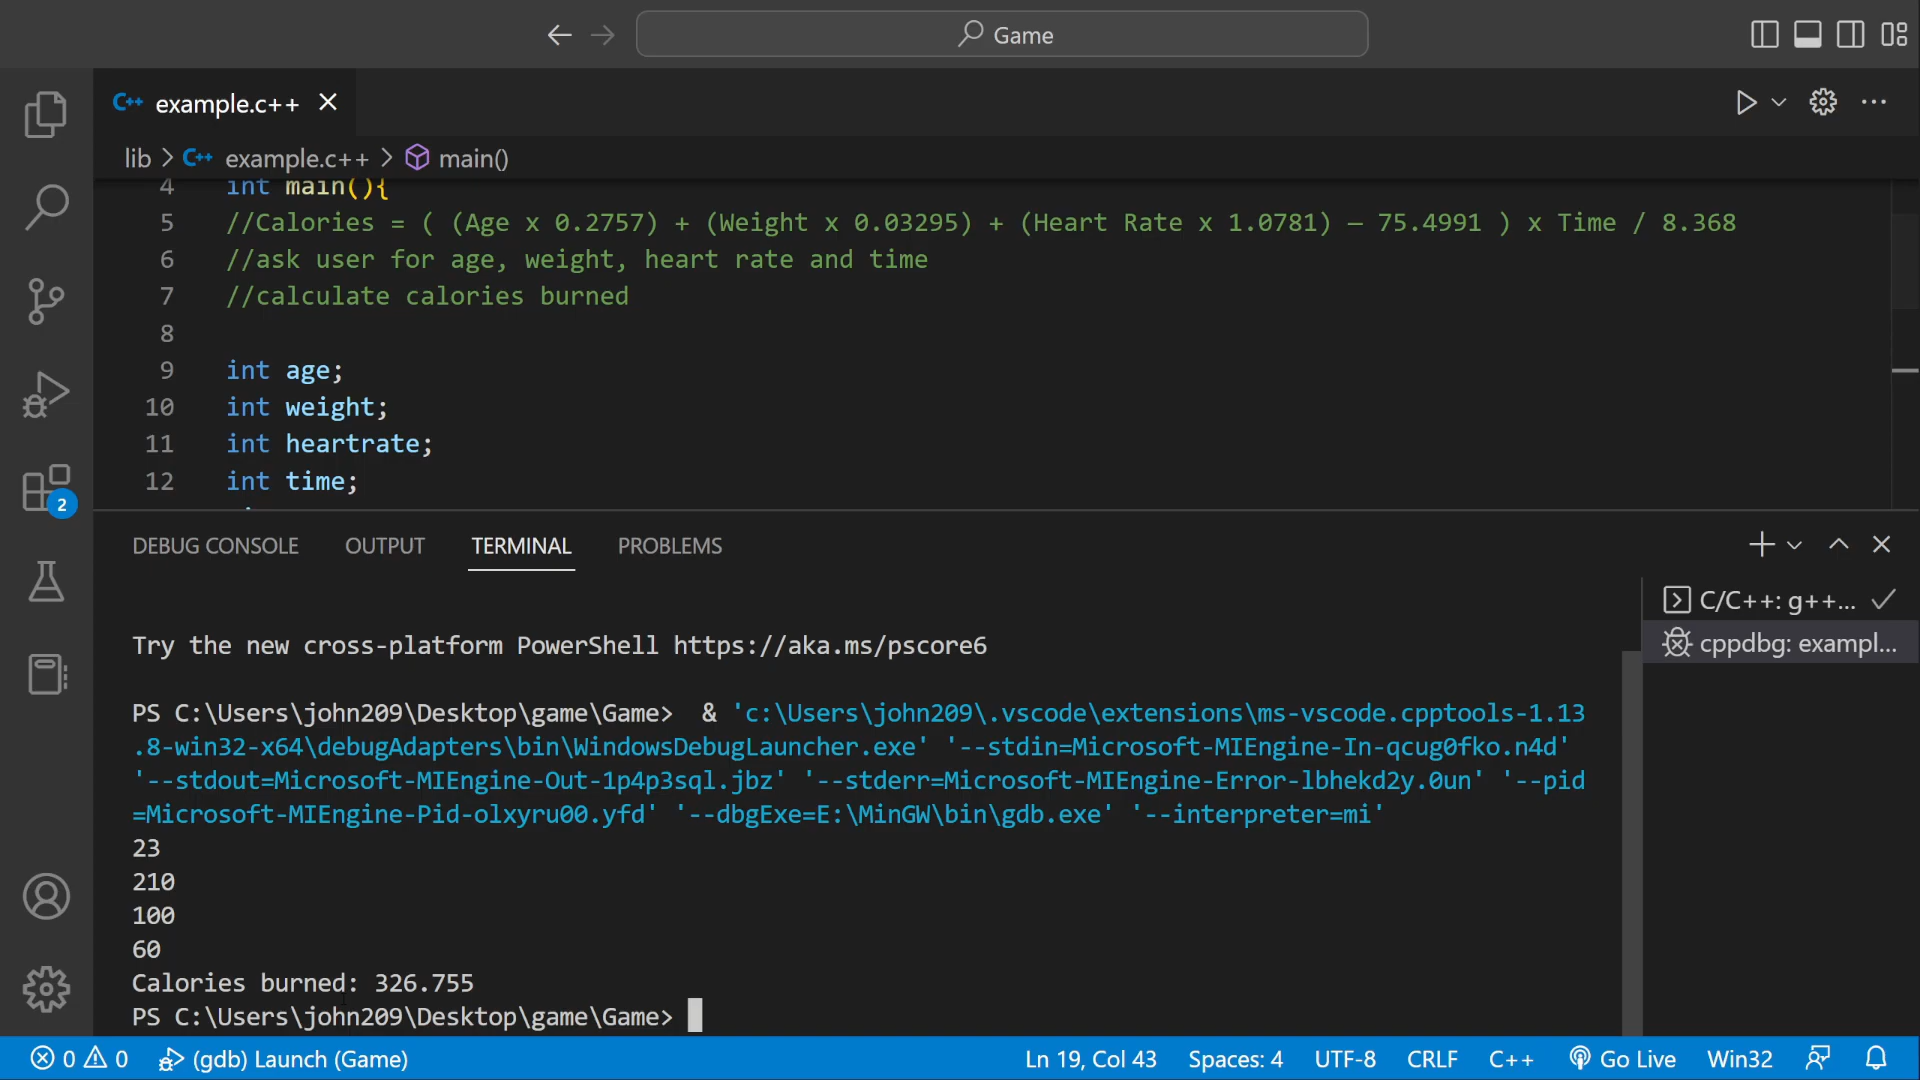 Game
C++ example.c++
lib > C++ example.c++ > main()
4 int main(){
5 //Calories = ( (Age x 0.2757) + (Weight x 0.03295) + (Heart Rate x 1.0781) — 75.4991 ) x Time / 8.368
6 //ask user for age, weight, heart rate and time
7 //calculate calories burned
8
9 int age;
10 int weight;
11 int heartrate;
12 int time;
DEBUG CONSOLE OUTPUT TERMINAL PROBLEMS
2
C/C++: g++...
cppdbg: exampl...
Try the new cross-platform PowerShell https://aka.ms/pscore6
PS C:\Users\john209\Desktop\game\Game>  & 'c:\Users\john209\.vscode\extensions\ms-vscode.cpptools-1.13
.8-win32-x64\debugAdapters\bin\WindowsDebugLauncher.exe' '--stdin=Microsoft-MIEngine-In-qcug0fko.n4d'
'--stdout=Microsoft-MIEngine-Out-1p4p3sql.jbz' '--stderr=Microsoft-MIEngine-Error-lbhekd2y.0un' '--pid
=Microsoft-MIEngine-Pid-olxyru00.yfd' '--dbgExe=E:\MinGW\bin\gdb.exe' '--interpreter=mi'
23
210
100
60
Calories burned: 326.755
PS C:\Users\john209\Desktop\game\Game>
0 0 (gdb) Launch (Game) Ln 19, Col 43 Spaces: 4 UTF-8 CRLF C++ Go Live Win32